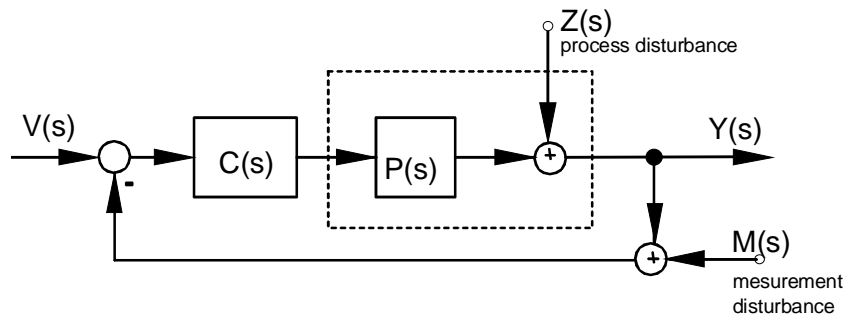 Z(s)
process disturbance
V(s)
C(s)
P(s)
+
Y(s)
-
+
M(s)
mesurement
disturbance